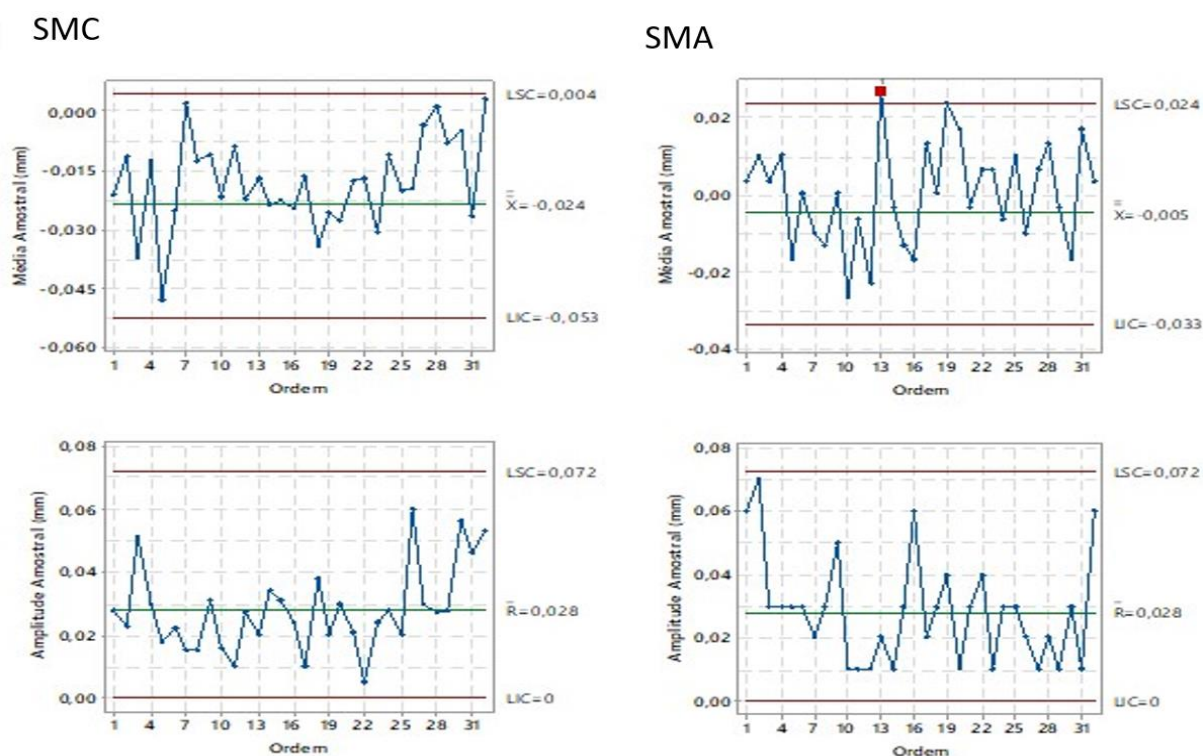 SMC
SMA
0,000
-0,015
-0,030
-0,045
-0,060
Média Amostral (mm)
1 4 7 10 13 16 19 22 25 28 31
Ordem
LSC=0,004
X=-0,024
LIC=-0,053
0,02
0,00
-0,02
-0,04
Média Amostral (mm)
1 4 7 10 13 16 19 22 25 28 31
Ordem
LSC=0,024
X=-0,005
LIC=-0,033
0,08
0,06
0,04
0,02
0,00
Amplitude Amostral (mm)
1 4 7 10 13 16 19 22 25 28 31
Ordem
LSC=0,072
R=0,028
LIC=0
0,08
0,06
0,04
0,02
0,00
Amplitude Amostral (mm)
1 4 7 10 13 16 19 22 25 28 31
Ordem
LSC=0,072
R=0,028
LIC=0